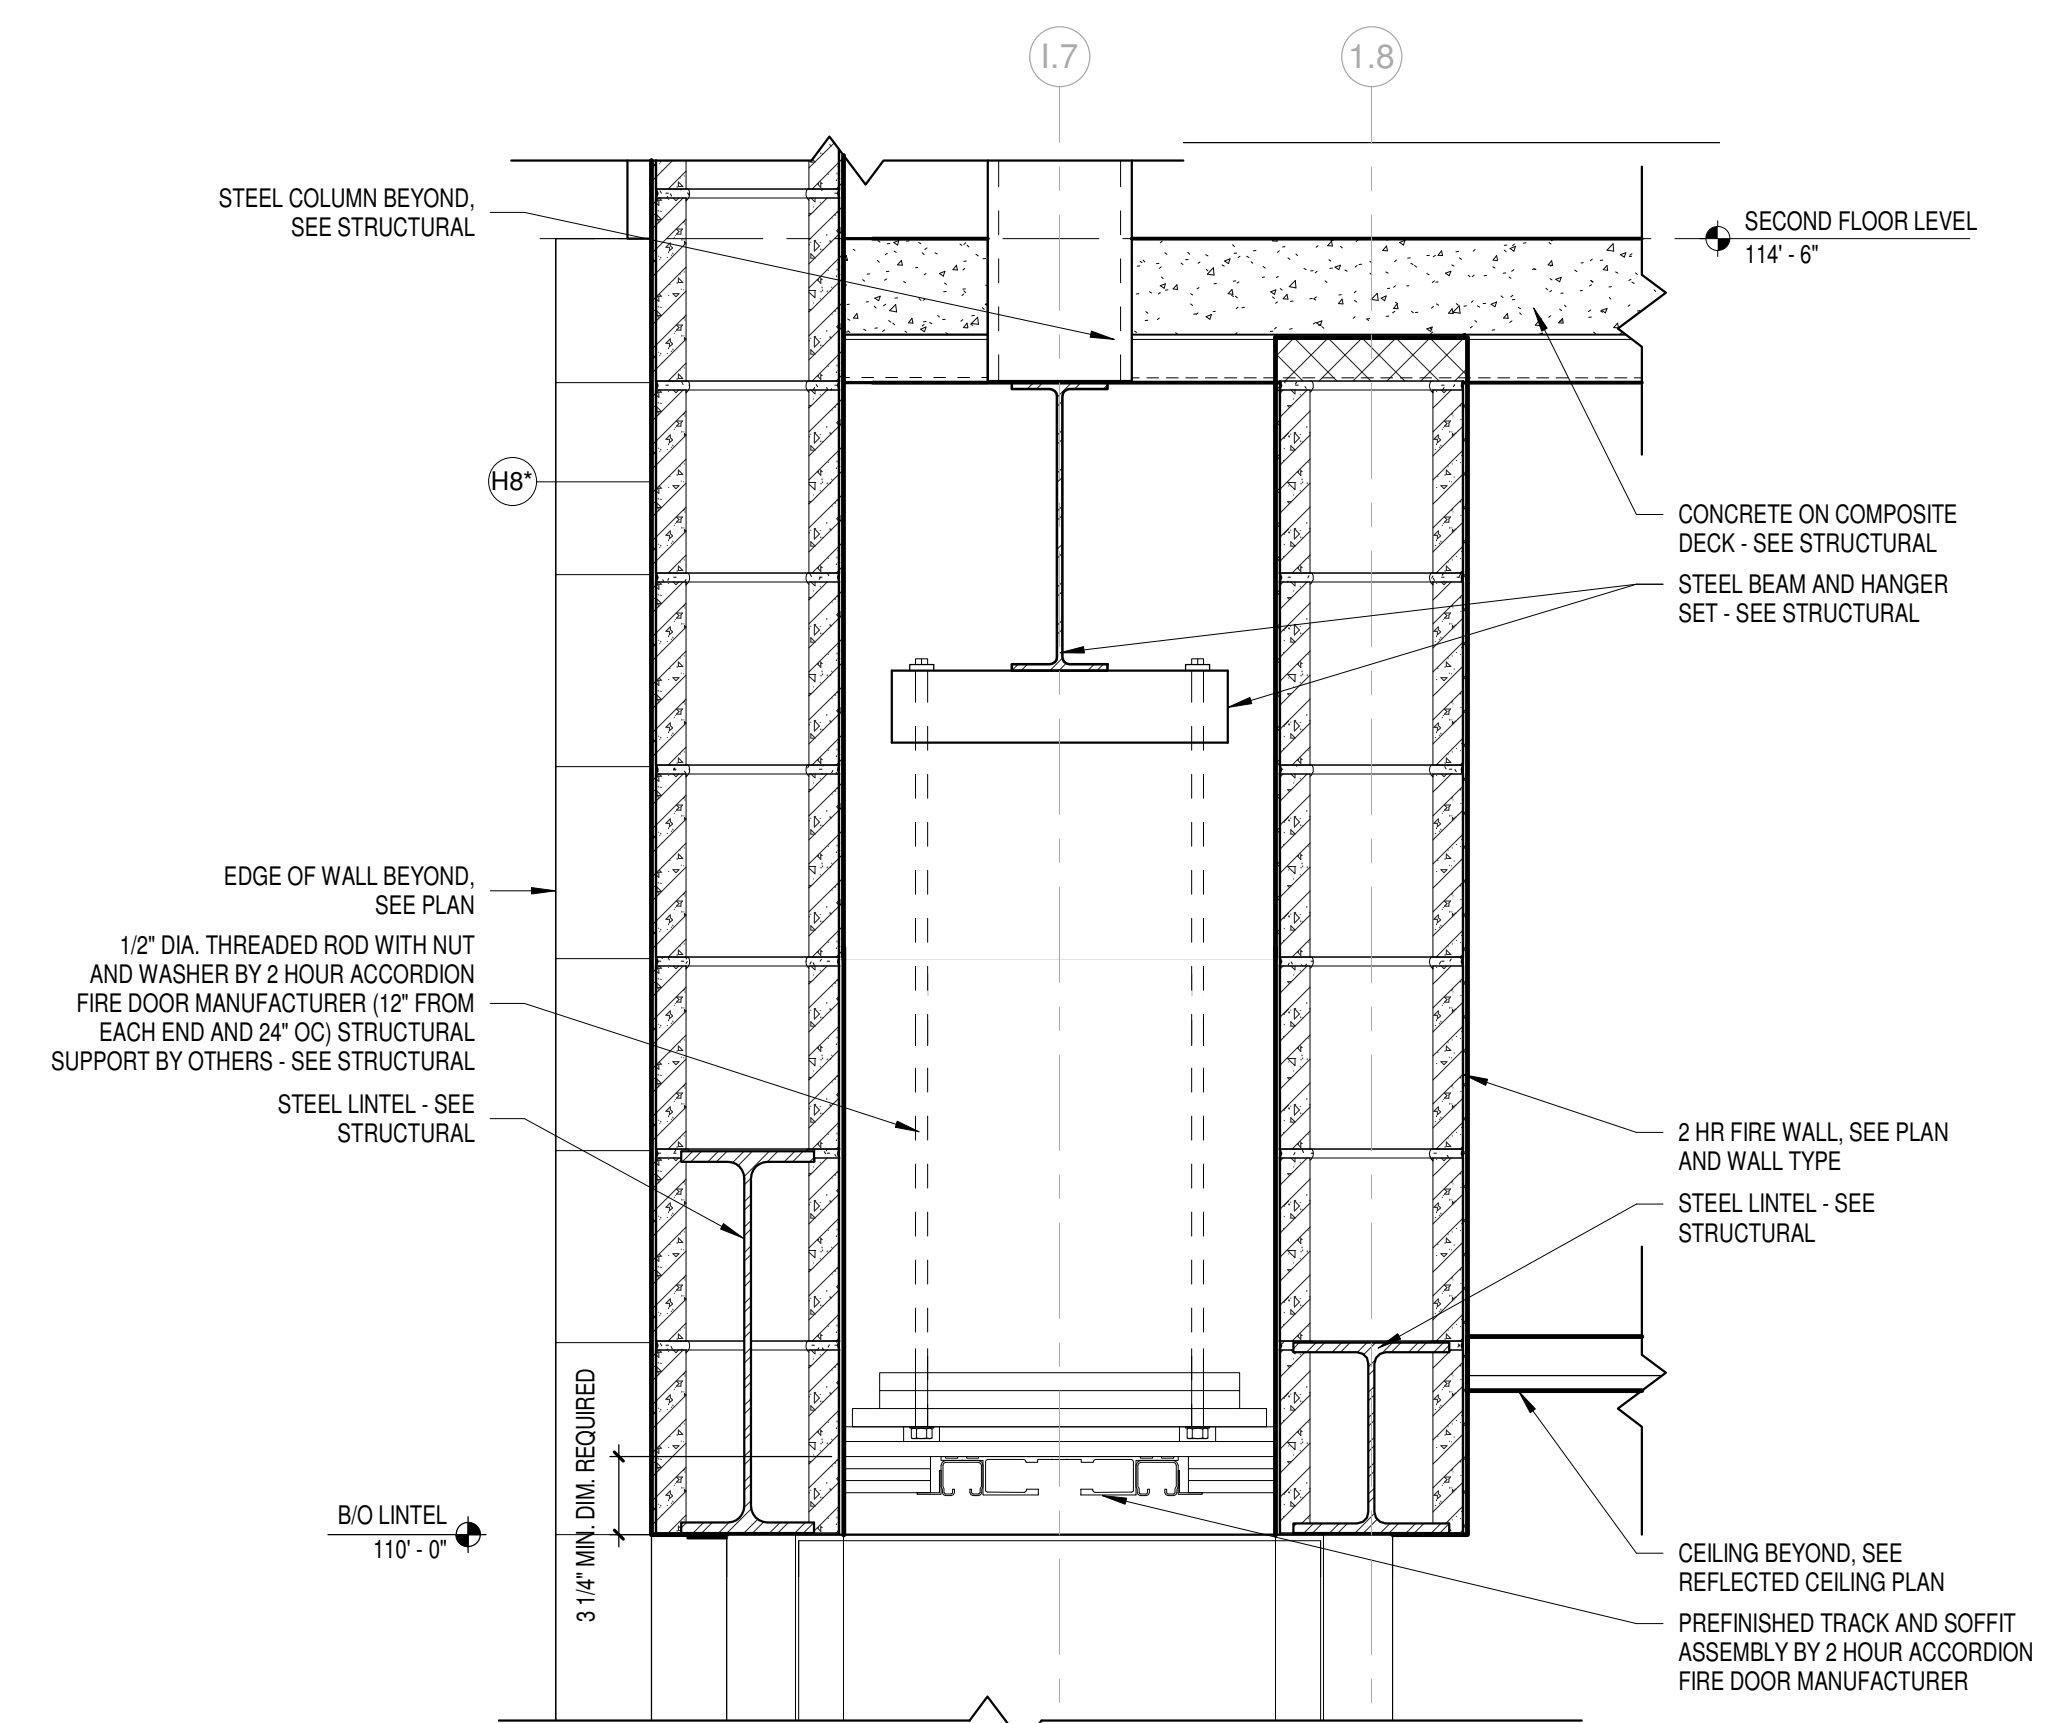 I.7
1.8
STEEL COLUMN BEYOND,
SEE STRUCTURAL
SECOND FLOOR LEVEL
114' - 6"
H8*
CONCRETE ON COMPOSITE
DECK - SEE STRUCTURAL
STEEL BEAM AND HANGER
SET - SEE STRUCTURAL
EDGE OF WALL BEYOND,
SEE PLAN
1/2" DIA. THREADED ROD WITH NUT
AND WASHER BY 2 HOUR ACCORDION
FIRE DOOR MANUFACTURER (12" FROM
EACH END AND 24" OC) STRUCTURAL
SUPPORT BY OTHERS - SEE STRUCTURAL
STEEL LINTEL - SEE
STRUCTURAL
2 HR FIRE WALL, SEE PLAN
AND WALL TYPE
STEEL LINTEL - SEE
STRUCTURAL
3 1/4" MIN. DIM. REQUIRED
B/O LINTEL
110' - 0"
CEILING BEYOND, SEE
REFLECTED CEILING PLAN
PREFINISHED TRACK AND SOFFIT
ASSEMBLY BY 2 HOUR ACCORDION
FIRE DOOR MANUFACTURER